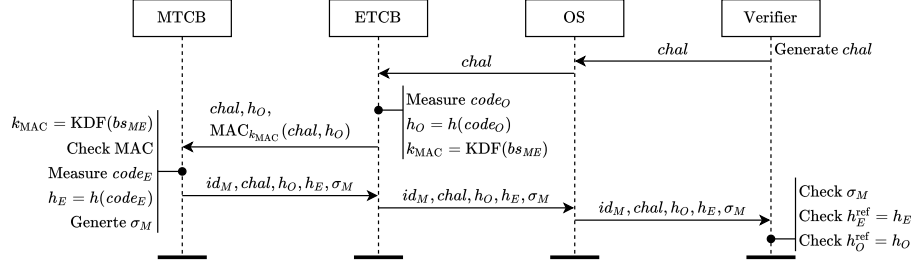 MTCB
ETCB
OS
Verifier
Generate chal
chal
chal
Measure code_O
h_O = h(code_O)
k_MAC = KDF(bs_ME)
chal, h_O,
MAC_{k_MAC}(chal, h_O)
k_MAC = KDF(bs_ME)
Check MAC
Measure code_E
h_E = h(code_E)
Generte σ_M
id_M, chal, h_O, h_E, σ_M
id_M, chal, h_O, h_E, σ_M
id_M, chal, h_O, h_E, σ_M
Check σ_M
Check h_E^ref = h_E
Check h_O^ref = h_O